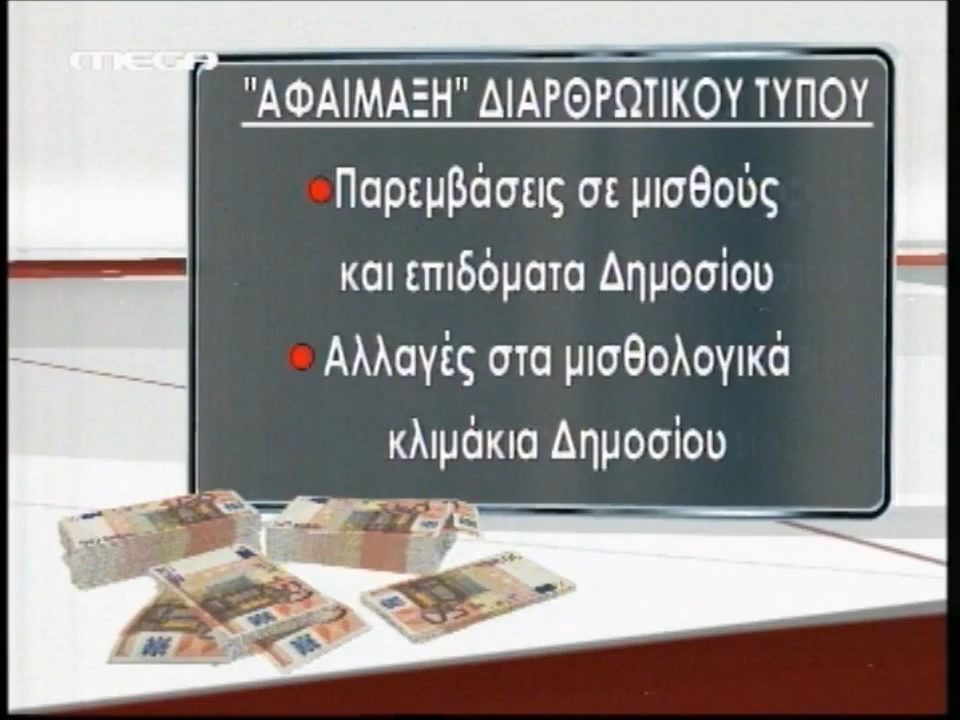 MEGA
"ΑΦΑΙΜΑΞΗ" ΔΙΑΡΘΡΩΤΙΚΟΥ ΤΥΠΟΥ
Παρεμβάσεις σε μισθούς
και επιδόματα Δημοσίου
Αλλαγές στα μισθολογικά
κλιμάκια Δημοσίου